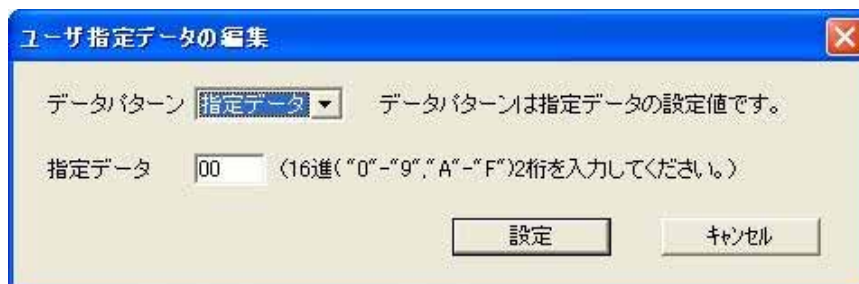 ユーザ指定データの編集
データパターン 指定データ データパターンは指定データの設定値です。
指定データ 00 (16進("0"-"9","A"-"F")2桁を入力してください。)
設定 キャンセル